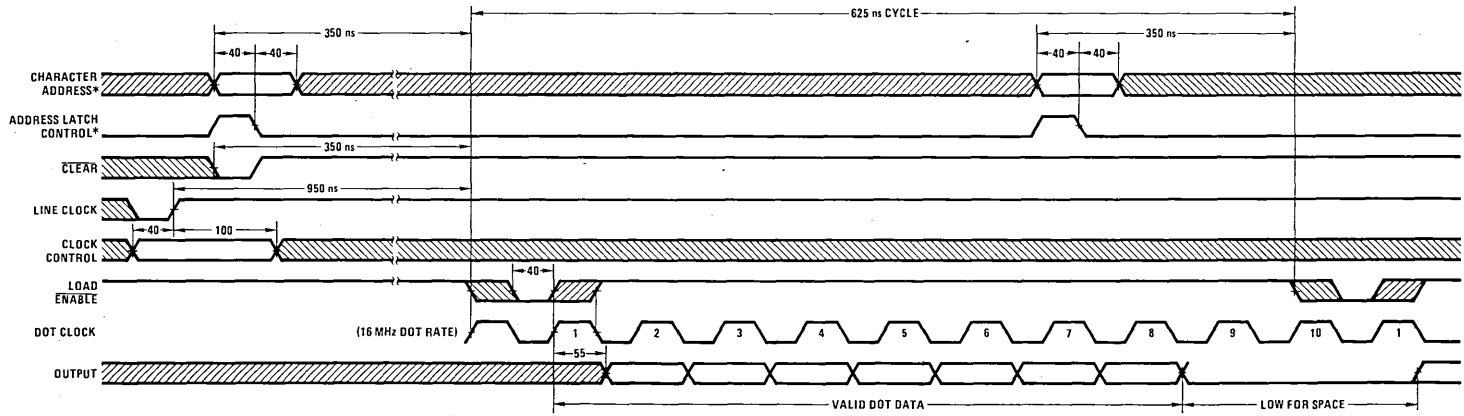 625 ns CYCLE
350 ns
350 ns
40
40
40
40
CHARACTER
ADDRESS*
ADDRESS LATCH
CONTROL*
350 ns
CLEAR
950 ns
LINE CLOCK
40
100
CLOCK
CONTROL
40
LOAD
ENABLE
DOT CLOCK
(16 MHz DOT RATE)
1
2
3
4
5
6
7
8
9
10
1
55
OUTPUT
VALID DOT DATA
LOW FOR SPACE